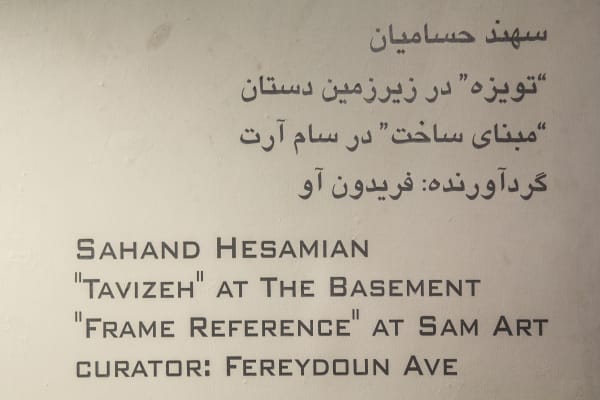 سهند حسامیان
“تویزه” در زیرزمین دستان
“مبنای ساخت” در سام آرت
گردآورنده: فریدون آو
Sahand Hesamian
"Tavizeh" at The Basement
"Frame Reference" at Sam Art
curator: Fereydoun Ave